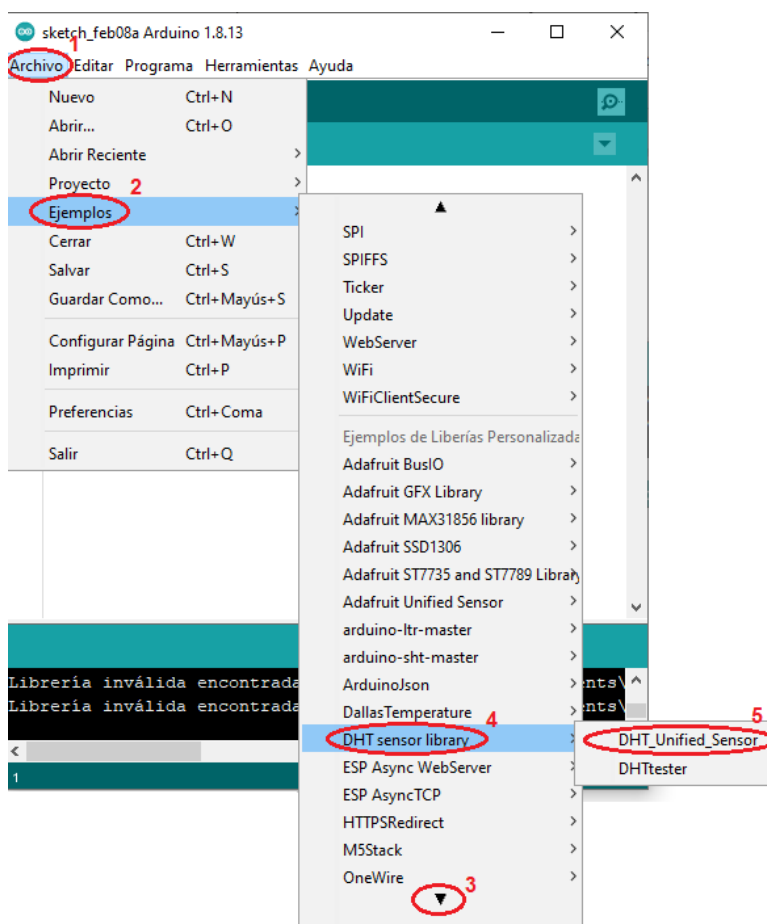 sketch_feb08a Arduino 1.8.13
1
Archivo Editar Programa Herramientas Ayuda
Nuevo Ctrl+N
Abrir... Ctrl+O
Abrir Reciente
Proyecto
2
Ejemplos
Cerrar Ctrl+W
Salvar Ctrl+S
Guardar Como... Ctrl+Mayús+S
Configurar Página Ctrl+Mayús+P
Imprimir Ctrl+P
Preferencias Ctrl+Coma
Salir Ctrl+Q
SPI
SPIFFS
Ticker
Update
WebServer
WiFi
WiFiClientSecure
Ejemplos de Liberías Personalizada
Adafruit BusIO
Adafruit GFX Library
Adafruit MAX31856 library
Adafruit SSD1306
Adafruit ST7735 and ST7789 Library
Adafruit Unified Sensor
arduino-ltr-master
arduino-sht-master
ArduinoJson
DallasTemperature
4
DHT sensor library
ESP Async WebServer
ESP AsyncTCP
HTTPSRedirect
M5Stack
OneWire
3
5
DHT_Unified_Sensor
DHTtester
Librería inválida encontrada nts\
Librería inválida encontrada nts\
1